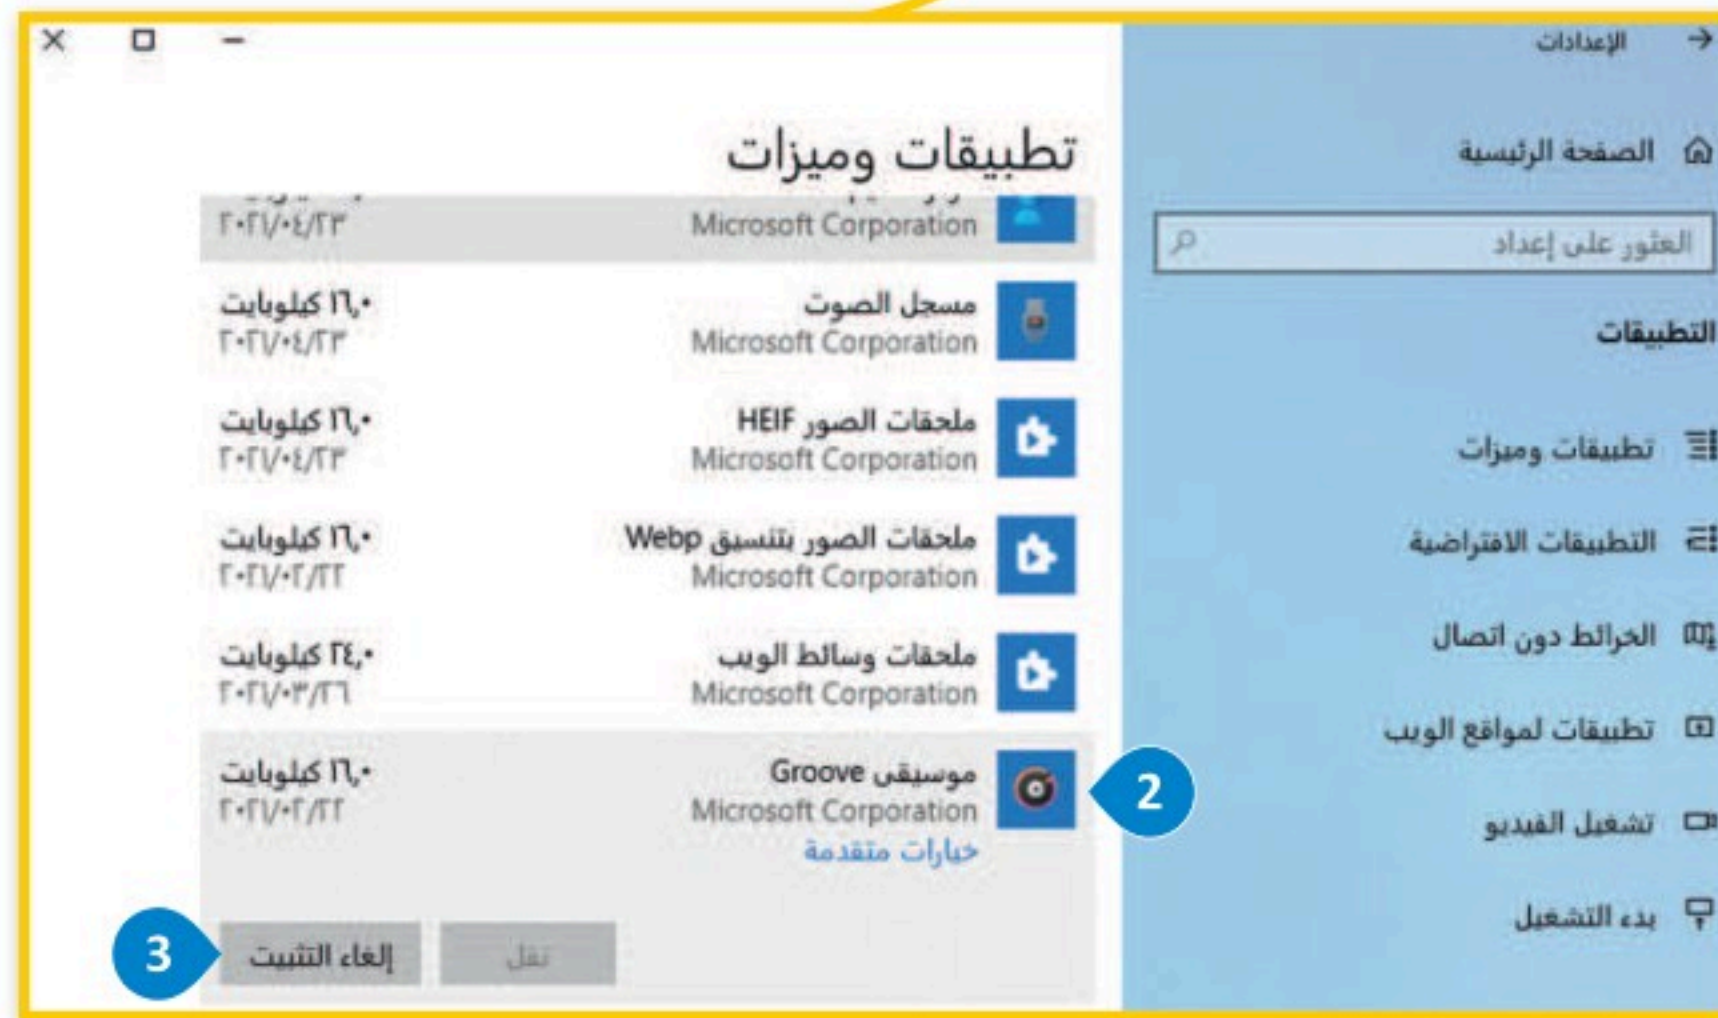 الإعدادات
الصفحة الرئيسية
العثور على إعداد
التطبيقات
تطبيقات وميزات
التطبيقات الافتراضية
الخرائط دون اتصال
تطبيقات لمواقع الويب
تشغيل الفيديو
بدء التشغيل
تطبيقات وميزات
Microsoft Corporation
٢٠٢١/٠٤/٢٣
مسجل الصوت
١٦,٠ كيلوبايت
Microsoft Corporation
٢٠٢١/٠٤/٢٣
ملحقات الصور HEIF
١٦,٠ كيلوبايت
Microsoft Corporation
٢٠٢١/٠٤/٢٣
ملحقات الصور بتنسيق Webp
١٦,٠ كيلوبايت
Microsoft Corporation
٢٠٢١/٠٢/٢٢
ملحقات وسائط الويب
٢٤,٠ كيلوبايت
Microsoft Corporation
٢٠٢١/٠٣/٢٦
2
موسيقى Groove
١٦,٠ كيلوبايت
Microsoft Corporation
٢٠٢١/٠٢/٢٢
خيارات متقدمة
نقل
إلغاء التثبيت
3